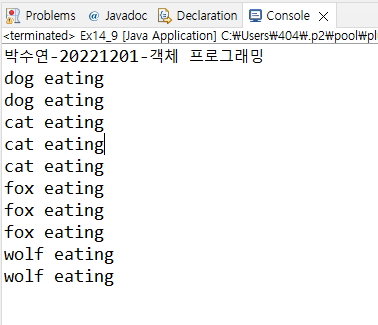 Problems @ Javadoc Declaration Console
<terminated> Ex14_9 [Java Application] C:₩Users₩404₩.p2₩pool₩pl
박수연-20221201-객체 프로그래밍
dog eating
dog eating
cat eating
cat eating
cat eating
fox eating
fox eating
fox eating
wolf eating
wolf eating